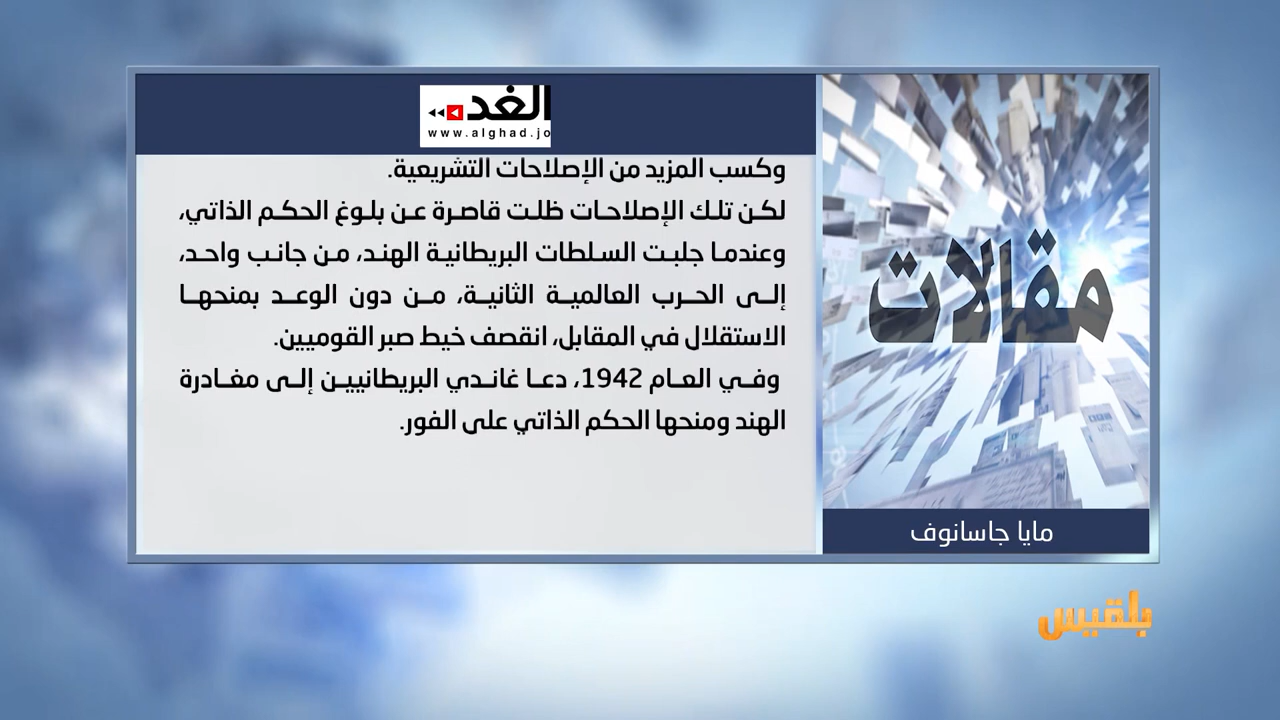 الغد
www.alghad.jo
وكسب المزيد من الإصلاحات التشريعية.
لكن تلك الإصلاحات ظلت قاصرة عن بلوغ الحكم الذاتي،
وعندما جلبت السلطات البريطانية الهند، من جانب واحد،
إلى الحرب العالمية الثانية، من دون الوعد بمنحها
الاستقلال في المقابل، انقصف خيط صبر القوميين.
وفي العام 1942، دعا غاندي البريطانيين إلى مغادرة
الهند ومنحها الحكم الذاتي على الفور.
مقالات
مايا جاسانوف
بلقيس